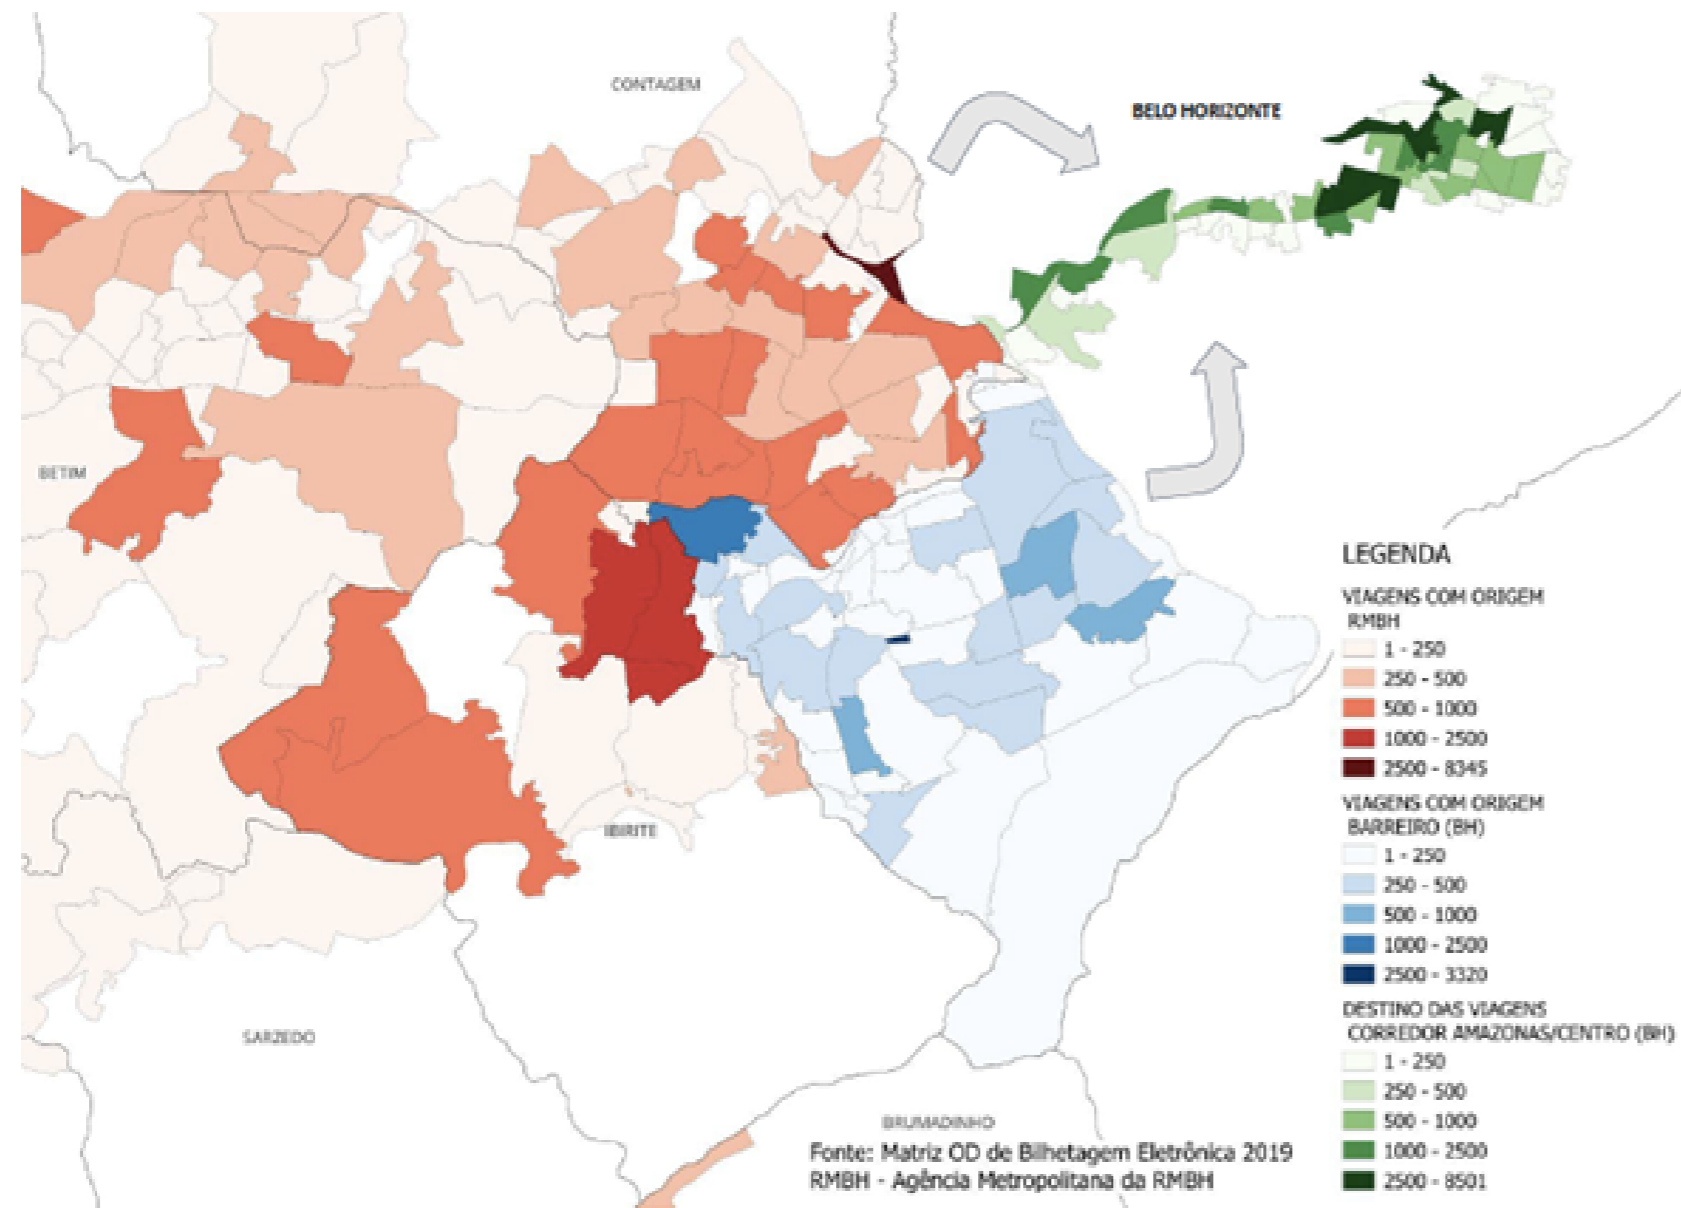 CONTAGEM
BELO HORIZONTE
BETIM
IBIRITE
SARZEDO
BRUMADINHO
LEGENDA
VIAGENS COM ORIGEM
RMBH
1 - 250
250 - 500
500 - 1000
1000 - 2500
2500 - 8345
VIAGENS COM ORIGEM
BARREIRO (BH)
1 - 250
250 - 500
500 - 1000
1000 - 2500
2500 - 3320
DESTINO DAS VIAGENS
CORREDOR AMAZONAS/CENTRO (BH)
1 - 250
250 - 500
500 - 1000
1000 - 2500
2500 - 8501
Fonte: Matriz OD de Bilhetagem Eletrônica 2019
RMBH - Agência Metropolitana da RMBH